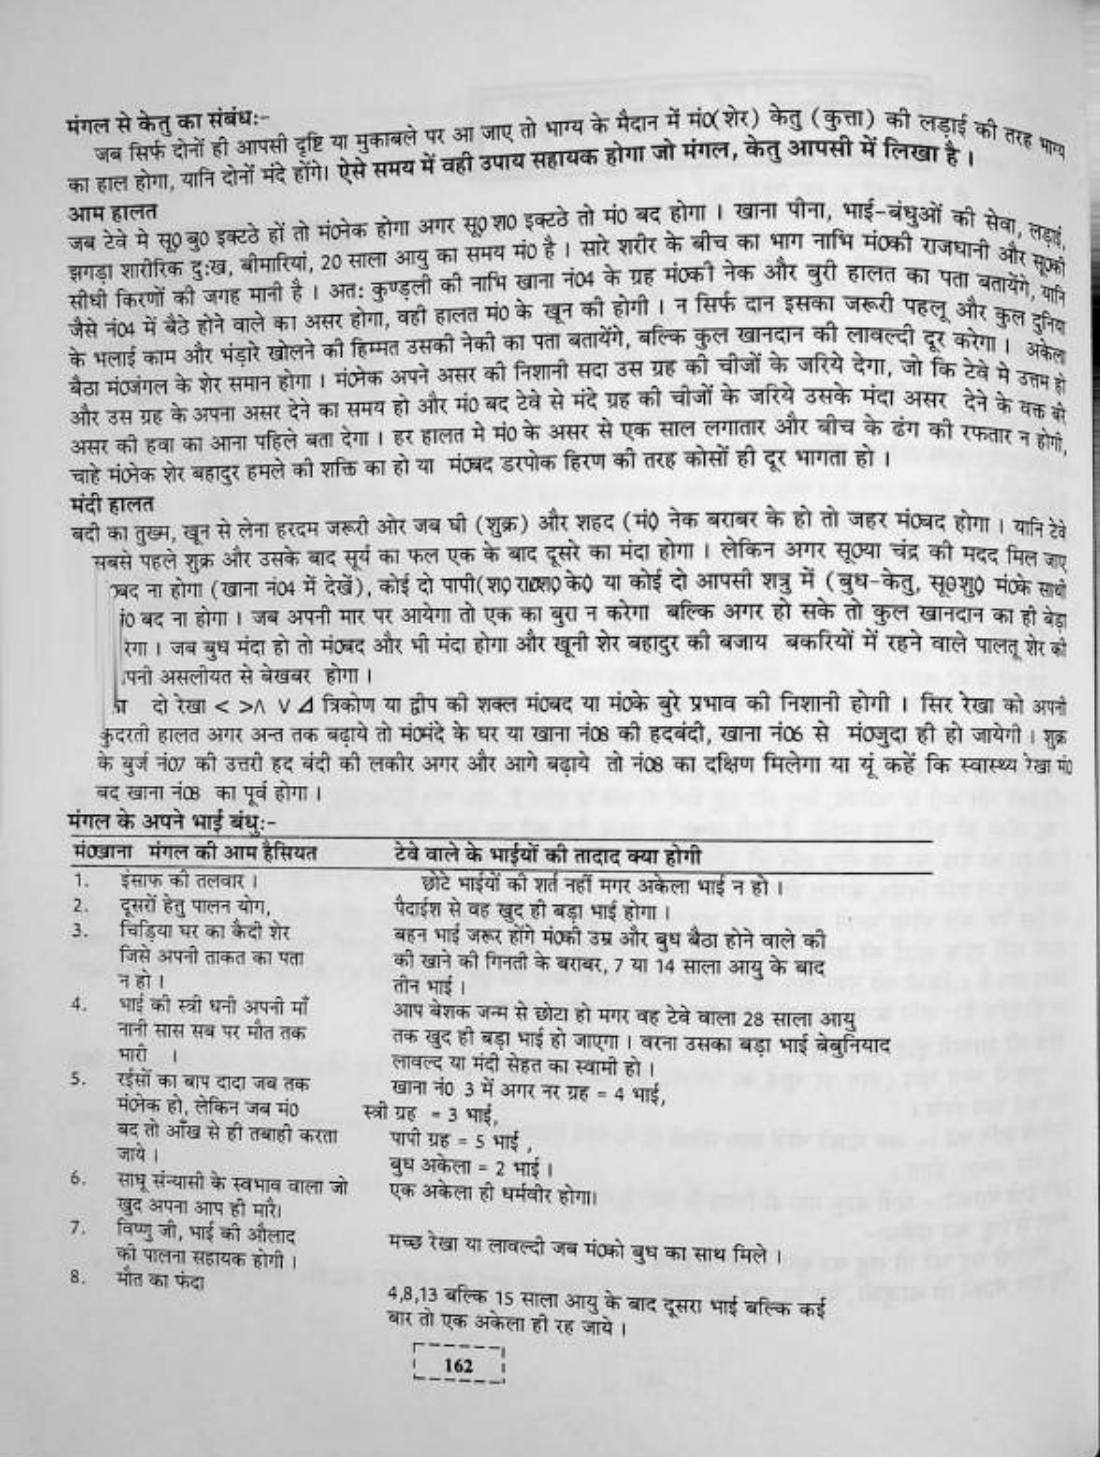 मंगल से केतु का संबंधः-
जब सिर्फ दोनों ही आपसी दृष्टि या मुकाबले पर आ जाए तो भाग्य के मैदान में मं०(शेर) केतु (कुत्ता) की लड़ाई की तरह भाग्य
का हाल होगा, यानि दोनों मंदे होंगे। ऐसे समय में वही उपाय सहायक होगा जो मंगल, केतु आपसी में लिखा है।
आम हालत
जब टेवे मे सू० बु० इक्टठे हों तो मं०नेक होगा अगर सू० श० इक्टठे तो मं० बद होगा। खाना पीना, भाई-बंधुओं की सेवा, लड़ाई,
झगड़ा शारीरिक दुःख, बीमारियां, 20 साला आयु का समय मं० है। सारे शरीर के बीच का भाग नाभि मं०की राजधानी और सू०की
सीधी किरणों की जगह मानी है। अतः कुण्डली की नाभि खाना नं04 के ग्रह मं०की नेक और बुरी हालत का पता बतायेंगे, यानि
जैसे नं04 में बैठे होने वाले का असर होगा, वही हालत मं० के खून की होगी। न सिर्फ दान इसका जरूरी पहलू और कुल दुनिया
के भलाई काम और भंड़ारे खोलने की हिम्मत उसकी नेकी का पता बतायेंगे, बल्कि कुल खानदान की लावल्दी दूर करेगा। अकेला
बैठा मं०जंगल के शेर समान होगा। मं०नेक अपने असर की निशानी सदा उस ग्रह की चीजों के जरिये देगा, जो कि टेवे मे उत्तम हो
और उस ग्रह के अपना असर देने का समय हो और मं० बद टेवे से मंदे ग्रह की चीजों के जरिये उसके मंदा असर देने के वक्त
असर की हवा का आना पहिले बता देगा। हर हालत मे मं० के असर से एक साल लगातार और बीच के ढंग की रफतार न होगी,
चाहे मं०नेक शेर बहादुर हमले की शक्ति का हो या मं०बद डरपोक हिरण की तरह कोसों ही दूर भागता हो।
मंदी हालत
बदी का तुख्म, खून से लेना हरदम जरूरी ओर जब घी (शुक्र) और शहद (मं०) नेक बराबर के हो तो जहर मं०बद होगा। यानि टेवे
सबसे पहले शुक्र और उसके बाद सूर्य का फल एक के बाद दूसरे का मंदा होगा। लेकिन अगर सू०या चंद्र की मदद मिल जाए
बद ना होगा (खाना नं04 में देखें), कोई दो पापी(श० रा०श० के०) या कोई दो आपसी शत्रु में (बुध-केतु, सू०शु०) मं०के साथी
बद ना होगा। जब अपनी मार पर आयेगा तो एक का बुरा न करेगा बल्कि अगर हो सके तो कुल खानदान का ही बेड़ा
रेगा। जब बुध मंदा हो तो मं०बद और भी मंदा होगा और खूनी शेर बहादुर की बजाय बकरियों में रहने वाले पालतू शेर की
पनी असलीयत से बेखबर होगा।
दो रेखा < >Λ V ⊿ त्रिकोण या द्वीप की शक्ल मं०बद या मं०के बुरे प्रभाव की निशानी होगी। सिर रेखा को अपनी
कुदरती हालत अगर अन्त तक बढ़ाये तो मं०मंदे के घर या खाना नं08 की हदबंदी, खाना नं06 से मं०जुदा ही हो जायेगी। शुक्र
के बुर्ज नं07 की उत्तरी हद बंदी की लकीर अगर और आगे बढ़ाये तो नं08 का दक्षिण मिलेगा या यूं कहें कि स्वास्थ्य रेखा मं०
बद खाना नं08 का पूर्व होगा।
मंगल के अपने भाई बंधुः-
मं०खाना मंगल की आम हैसियत टेवे वाले के भाईयों की तादाद क्या होगी
1. इंसाफ की तलवार। छोटे भाईयों की शर्त नहीं मगर अकेला भाई न हो।
2. दूसरों हेतु पालन योग, पैदाईश से वह खुद ही बड़ा भाई होगा।
3. चिड़िया घर का कैदी शेर बहन भाई जरूर होंगे मं०की उम्र और बुध बैठा होने वाले की
जिसे अपनी ताकत का पता की खाने की गिनती के बराबर, 7 या 14 साला आयु के बाद
न हो। तीन भाई।
4. भाई की स्त्री धनी अपनी माँ आप बेशक जन्म से छोटा हो मगर वह टेवे वाला 28 साला आयु
नानी सास सब पर मौत तक तक खुद ही बड़ा भाई हो जाएगा। वरना उसका बड़ा भाई बेबुनियाद
भारी । लावल्द या मंदी सेहत का स्वामी हो।
5. रईसों का बाप दादा जब तक खाना नं0 3 में अगर नर ग्रह = 4 भाई,
मं०नेक हो, लेकिन जब मं० स्त्री ग्रह = 3 भाई,
बद तो आँख से ही तबाही करता पापी ग्रह = 5 भाई ,
जाये। बुध अकेला = 2 भाई।
6. साधू संन्यासी के स्वभाव वाला जो एक अकेला ही धर्मवीर होगा।
खुद अपना आप ही मारै।
7. विष्णु जी, भाई की औलाद
की पालना सहायक होगी। मच्छ रेखा या लावल्दी जब मं०को बुध का साथ मिले।
8. मौत का फंदा
4,8,13 बल्कि 15 साला आयु के बाद दूसरा भाई बल्कि कई
बार तो एक अकेला ही रह जाये।
162